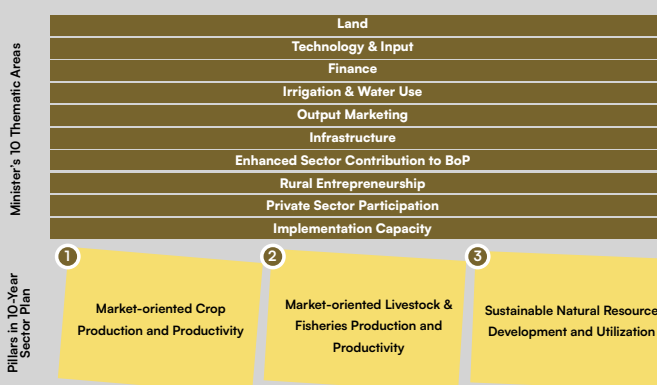 Minister's 10 Thematic Areas
Land
Technology & Input
Finance
Irrigation & Water Use
Output Marketing
Infrastructure
Enhanced Sector Contribution to BoP
Rural Entrepreneurship
Private Sector Participation
Implementation Capacity
Pillars in 10-Year
Sector Plan
1
Market-oriented Crop
Production and Productivity
2
Market-oriented Livestock &
Fisheries Production and
Productivity
3
Sustainable Natural Resource
Development and Utilization